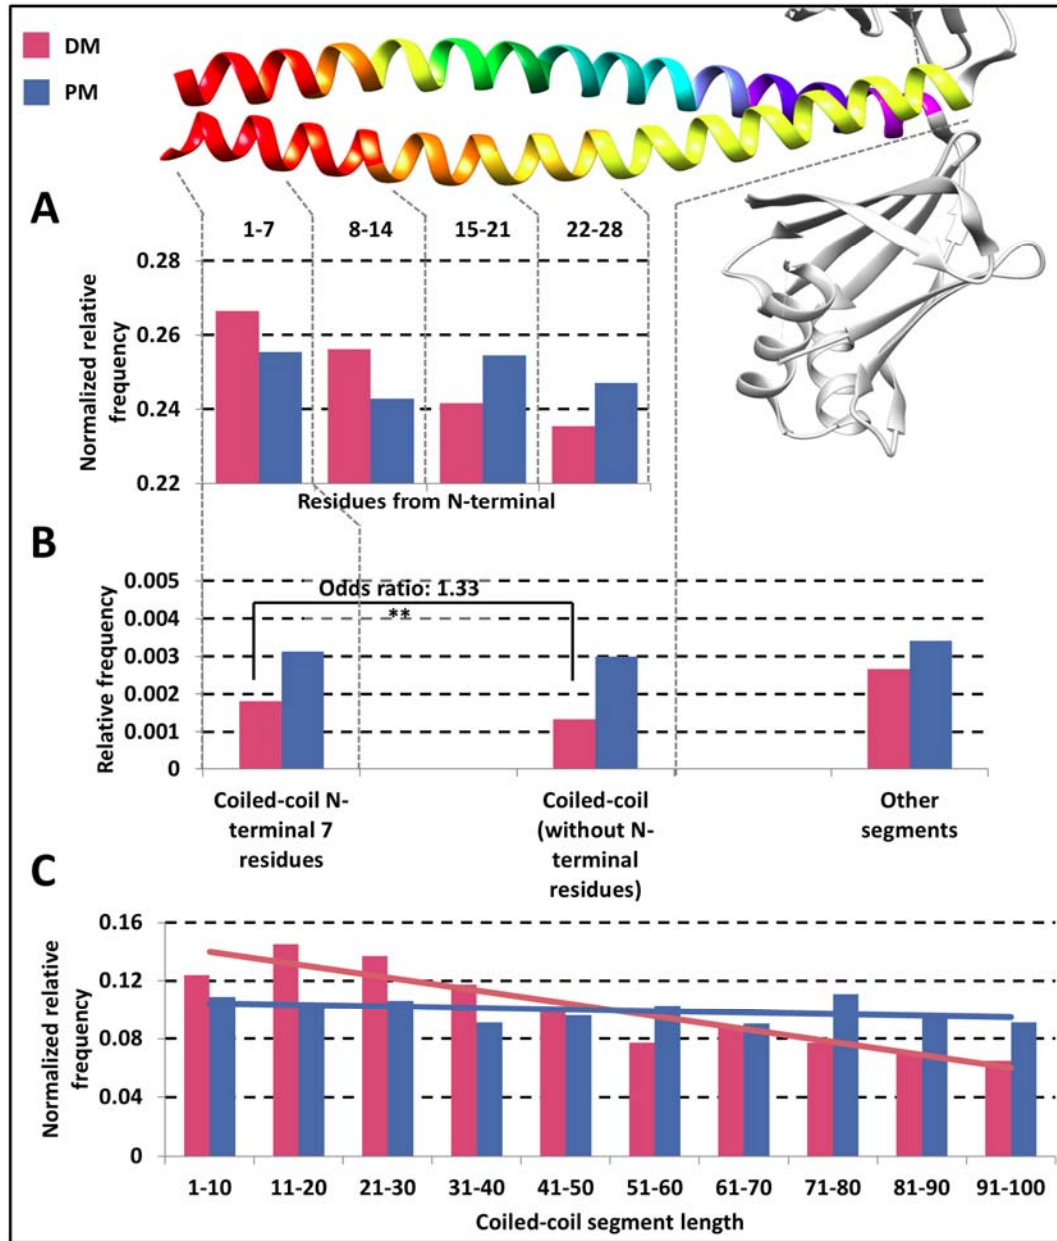 DM
PM
A
1-7 8-14 15-21 22-28
Normalized relative
frequency
0.28
0.26
0.24
0.22
Residues from N-terminal
B
Relative frequency
0.005
0.004
0.003
0.002
0.001
0
Odds ratio: 1.33
**
Coiled-coil N-
terminal 7
residues
Coiled-coil
(without N-
terminal
residues)
Other
segments
C
Normalized relative
frequency
0.16
0.12
0.08
0.04
0
1-10 11-20 21-30 31-40 41-50 51-60 61-70 71-80 81-90 91-100
Coiled-coil segment length